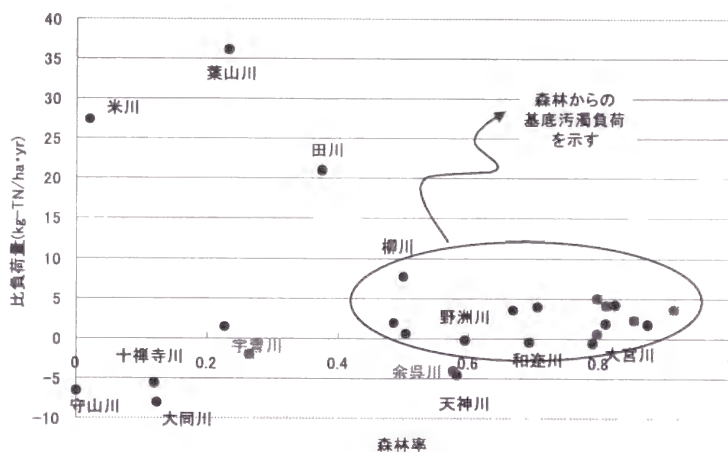 40
35
30
25
20
15
10
5
0
-5
-10
比負荷量(kg-TN/ha・yr)
葉山川
米川
田川
森林からの
基底汚濁負荷
を示す
柳川
野洲川
十禅寺川
宇曽川
和迩川
大宮川
余呉川
天神川
守山川
大同川
0
0.2
0.4
0.6
0.8
森林率